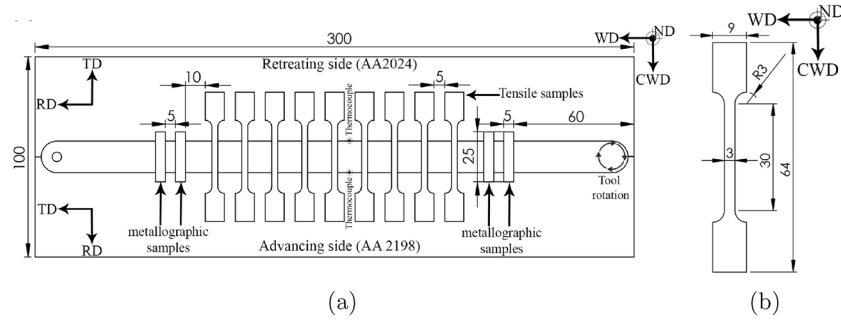 300
WD
ND
CWD
TD
Retreating side (AA2024)
RD
10
5
Tensile samples
Thermocouple
5
5
60
100
25
Thermocouple
Tool
rotation
TD
RD
metallographic
samples
metallographic
samples
Advancing side (AA 2198)
(a)
9
WD
ND
CWD
R3
3
30
64
(b)